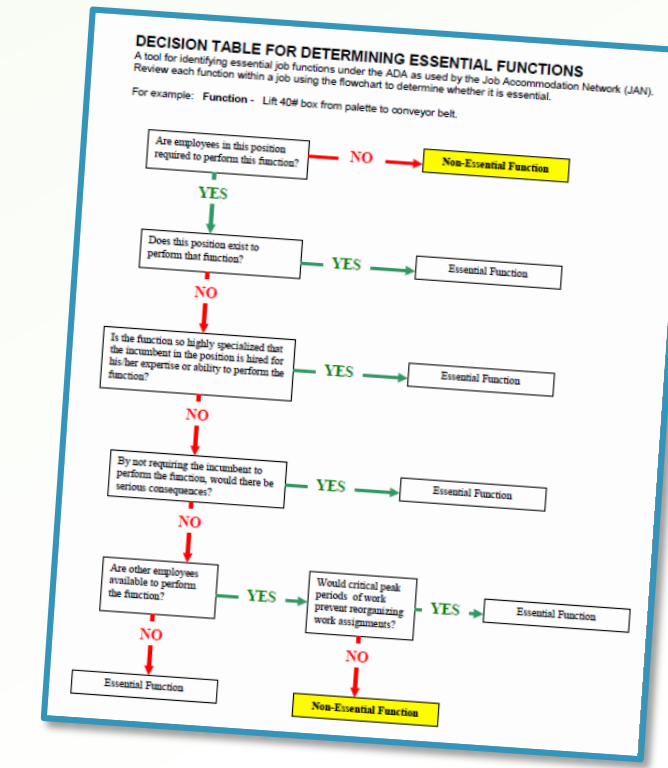 DECISION TABLE FOR DETERMINING ESSENTIAL FUNCTIONS
A tool for identifying essential job functions under the ADA as used by the Job Accommodation Network (JAN).
Review each function within a job using the flowchart to determine whether it is essential.
For example: Function - Lift 40# box from palette to conveyor belt.
Are employees in this position
required to perform this function?
NO
Non-Essential Function
YES
Does this position exist to
perform that function?
YES
Essential Function
NO
Is the function so highly specialized that
the incumbent in the position is hired for
his/her expertise or ability to perform the
function?
YES
Essential Function
NO
By not requiring the incumbent to
perform the function, would there be
serious consequences?
YES
Essential Function
NO
Are other employees
available to perform
the function?
YES
Would critical peak
periods of work
prevent reorganizing
work assignments?
YES
Essential Function
NO
Essential Function
NO
Non-Essential Function